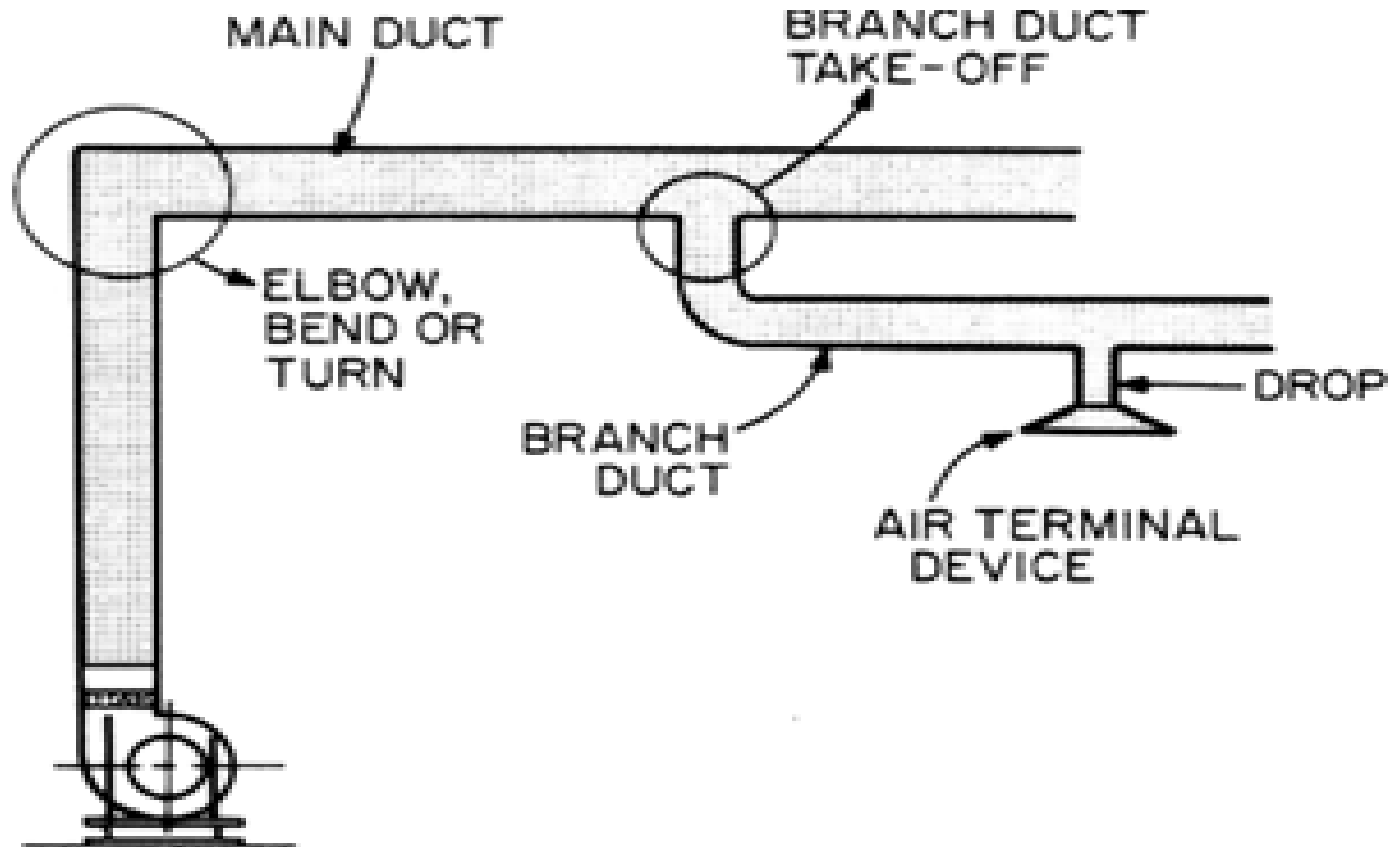 MAIN DUCT
BRANCH DUCT
TAKE-OFF
ELBOW,
BEND OR
TURN
DROP
BRANCH
DUCT
AIR TERMINAL
DEVICE